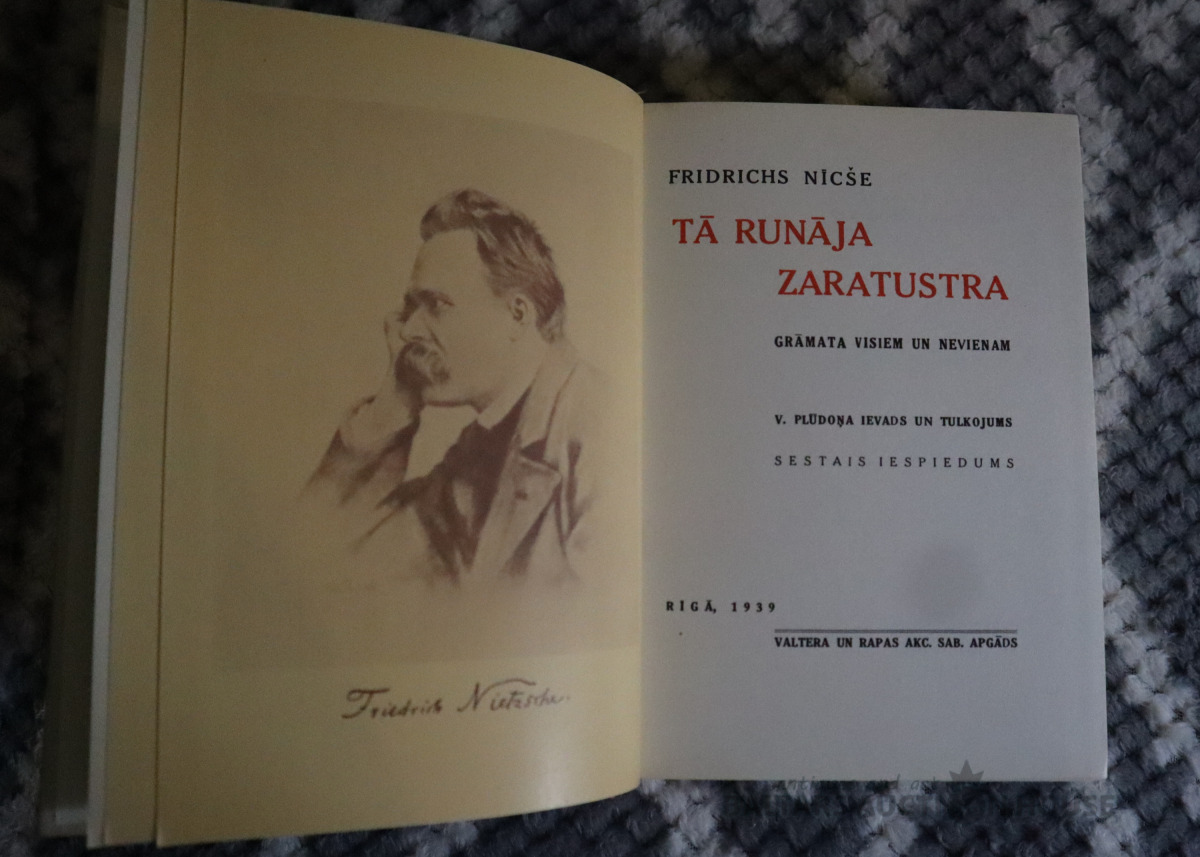 Friedrich Nietzsche.
FRIDRICHS NĪCŠE
TĀ RUNĀJA
ZARATUSTRA
GRĀMATA VISIEM UN NEVIENAM
V. PLŪDOŅA IEVADS UN TULKOJUMS
SESTAIS IESPIEDUMS
RĪGĀ, 1939
VALTERA UN RAPAS AKC. SAB. APGĀDS